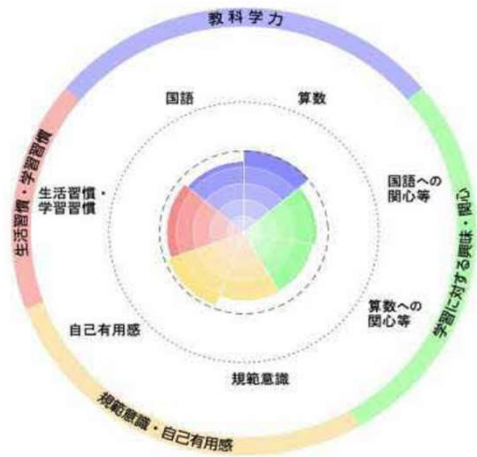 教科学力
国語
算数
生活習慣・学習習慣
生活習慣・
学習習慣
国語への
関心等
学習に対する興味・関心
算数への
関心等
自己有用感
規範意識
規範意識・自己有用感